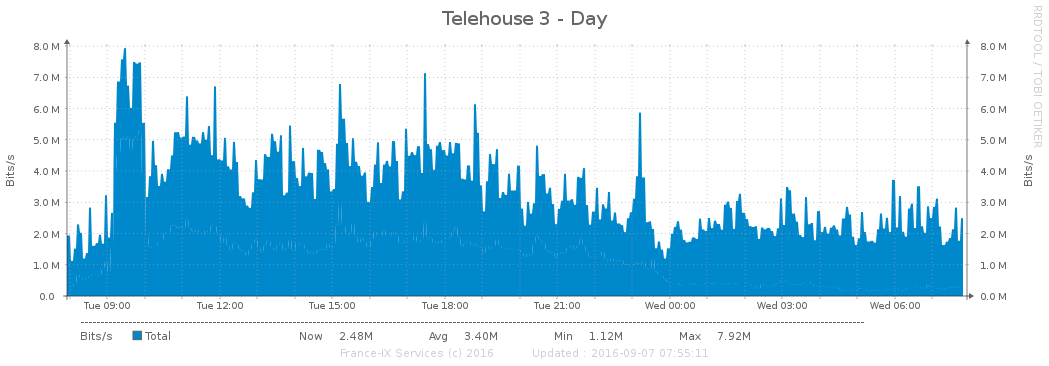 Telehouse 3 - Day
RRDTOOL / TOBI OETIKER
Bits/s
8.0 M
7.0 M
6.0 M
5.0 M
4.0 M
3.0 M
2.0 M
1.0 M
0.0
8.0 M
7.0 M
6.0 M
5.0 M
4.0 M
3.0 M
2.0 M
1.0 M
0.0 M
Bits/s
Tue 09:00 Tue 12:00 Tue 15:00 Tue 18:00 Tue 21:00 Wed 00:00 Wed 03:00 Wed 06:00
Bits/s Total Now 2.48M Avg 3.40M Min 1.12M Max 7.92M
France-IX Services (c) 2016 Updated : 2016-09-07 07:55:11